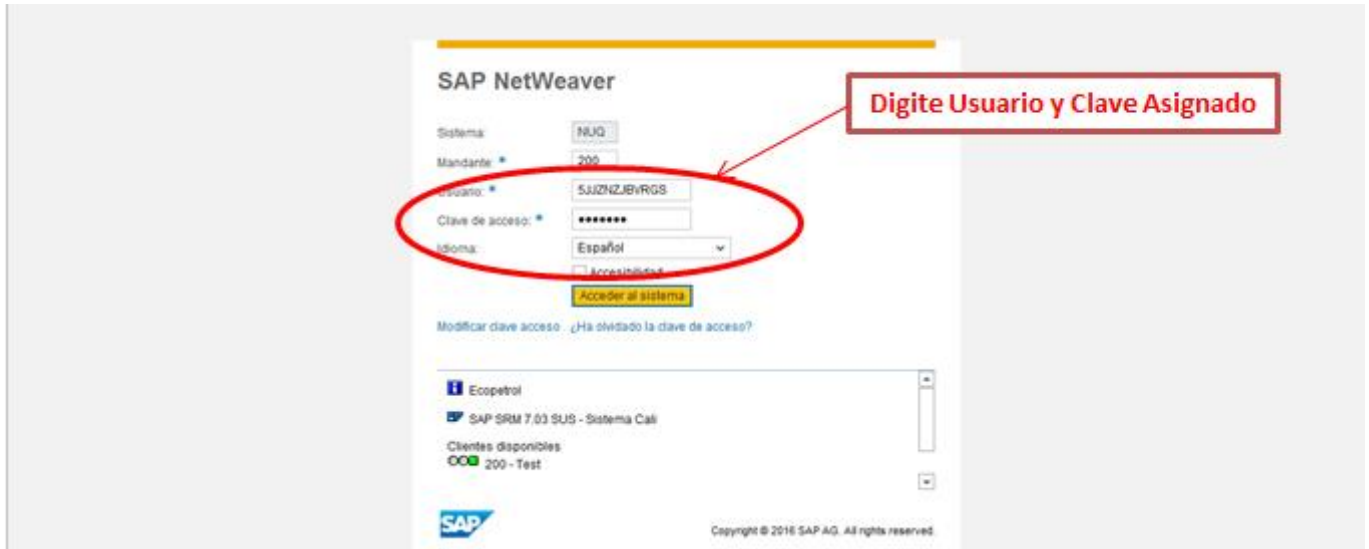 SAP NetWeaver
Digite Usuario y Clave Asignado
Sistema: NUQ
Mandante: * 200
Usuario: * 5JJZNZJBVRGS
Clave de acceso: * •••••••
Idioma: Español
Accesibilidad
Acceder al sistema
Modificar clave acceso ¿Ha olvidado la clave de acceso?
Ecopetrol
SAP SRM 7.03 SUS - Sistema Cali
Clientes disponibles
200 - Test
SAP Copyright © 2016 SAP AG. All rights reserved.